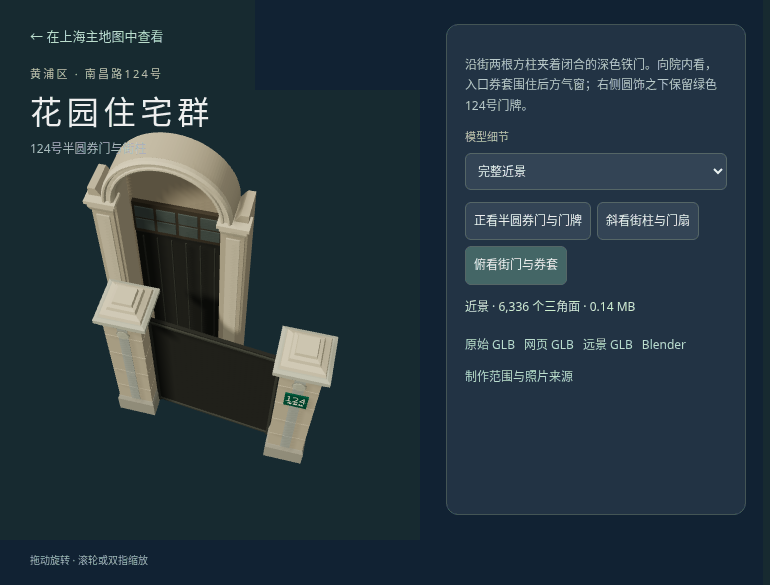 ← 在上海主地图中查看
黄浦区 · 南昌路124号
花园住宅群
124号半圆券门与
124
拖动旋转 · 滚轮或双指缩放
沿街两根方柱夹着闭合的深色铁门。向院内看，
入口券套围住后方气窗；右侧圆饰之下保留绿色
124号门牌。
模型细节
完整近景
正看半圆券门与门牌
斜看街柱与门扇
俯看街门与券套
近景 · 6,336 个三角面 · 0.14 MB
原始 GLB 网页 GLB 远景 GLB Blender
制作范围与照片来源